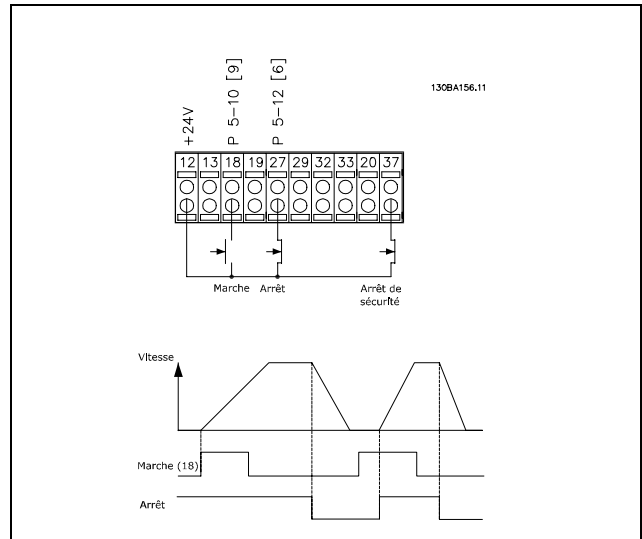 130BA156.11
+24V
P 5-10 [9]
P 5-12 [6]
12 13 18 19 27 29 32 33 20 37
Marche Arrêt Arrêt de
sécurité
Vitesse
Marche (18)
Arrêt